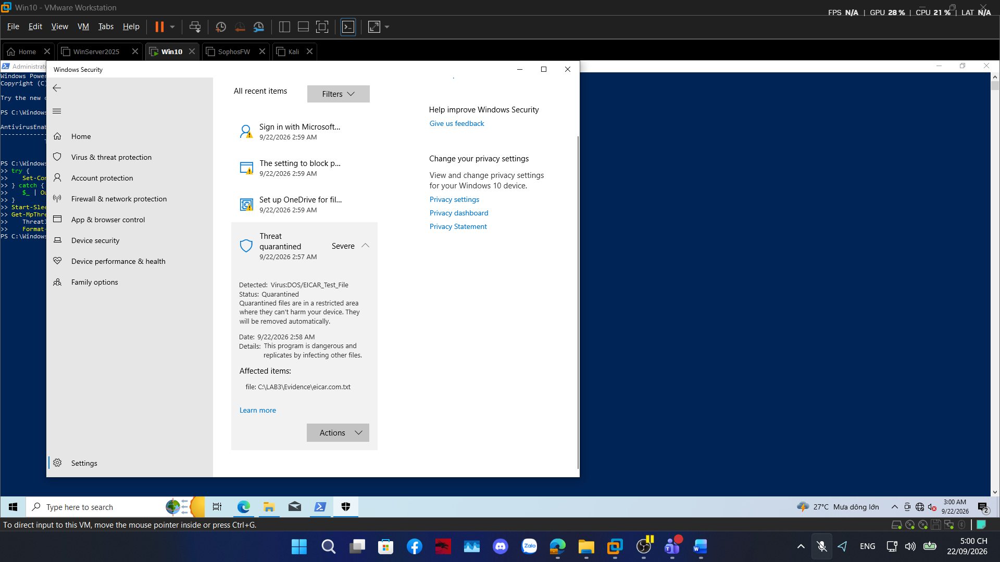 Win10 - VMware Workstation
FPS N/A | GPU 28 % | CPU 21 % | LAT N/A
File Edit View VM Tabs Help
Home WinServer2025 Win10 SophosFW Kali
Administrat
Windows Power
Copyright (C)
Try the new c
PS C:\Windows
AntivirusEnab
-------------
T
PS C:\Windows
>> try {
>> Set-Con
>> } catch {
>> $_ | Ou
>> }
>> Start-Slee
>> Get-MpThre
>> ThreatI
>> Format-
PS C:\Windows
Windows Security
Home
Virus & threat protection
Account protection
Firewall & network protection
App & browser control
Device security
Device performance & health
Family options
Settings
All recent items
Filters
Sign in with Microsoft...
9/22/2026 2:59 AM
The setting to block p...
9/22/2026 2:59 AM
Set up OneDrive for fil...
9/22/2026 2:59 AM
Threat
quarantined
Severe
9/22/2026 2:57 AM
Detected: Virus:DOS/EICAR_Test_File
Status: Quarantined
Quarantined files are in a restricted area
where they can't harm your device. They
will be removed automatically.
Date: 9/22/2026 2:58 AM
Details: This program is dangerous and
replicates by infecting other files.
Affected items:
file: C:\LAB3\Evidence\eicar.com.txt
Learn more
Actions
Help improve Windows Security
Give us feedback
Change your privacy settings
View and change privacy settings
for your Windows 10 device.
Privacy settings
Privacy dashboard
Privacy Statement
Type here to search
27°C Mưa dông lớn
3:00 AM
9/22/2026
2
To direct input to this VM, move the mouse pointer inside or press Ctrl+G.
Zalo
ENG
5:00 CH
22/09/2026